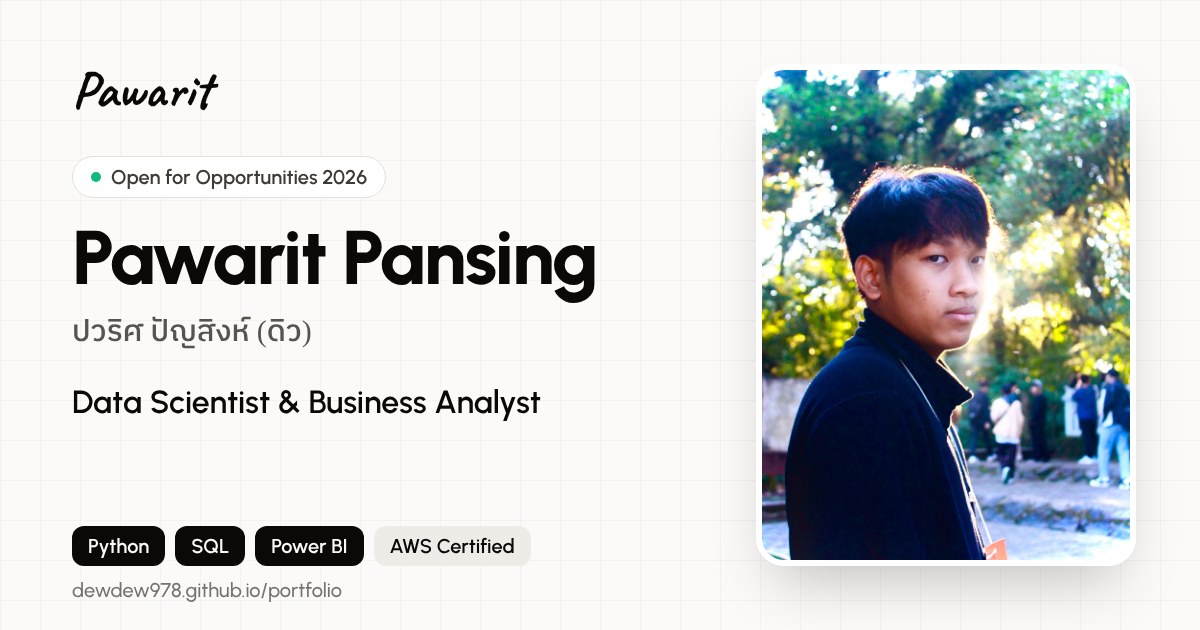 Pawarit
Open for Opportunities 2026
Pawarit Pansing
ปวริศ ปัญสิงห์ (ดิว)
Data Scientist & Business Analyst
Python SQL Power BI AWS Certified
dewdew978.github.io/portfolio